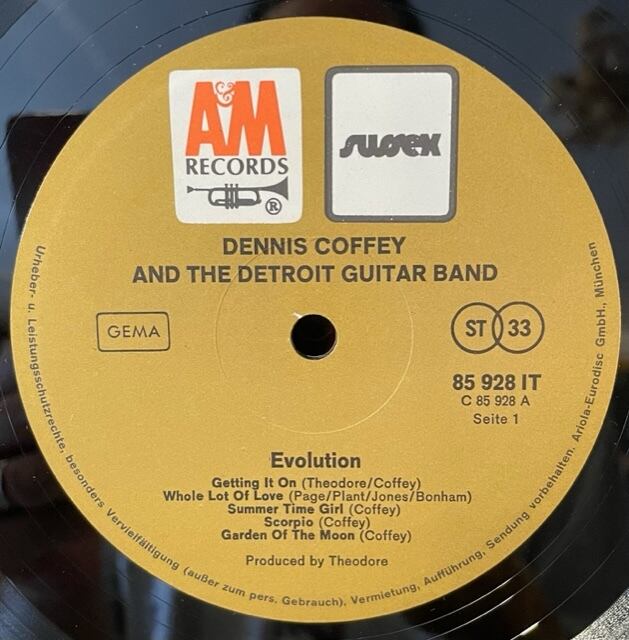 A&M
RECORDS
®
sussex
DENNIS COFFEY
AND THE DETROIT GUITAR BAND
GEMA
ST 33
85 928 IT
C 85 928 A
Seite 1
Evolution
Getting It On (Theodore/Coffey)
Whole Lot Of Love (Page/Plant/Jones/Bonham)
Summer Time Girl (Coffey)
Scorpio (Coffey)
Garden Of The Moon (Coffey)
Produced by Theodore
Urheber- u. Leistungsschutzrechte, besonders Vervielfältigung (außer zum pers. Gebrauch), Vermietung, Aufführung, Sendung vorbehalten. Ariola-Eurodisc GmbH., München